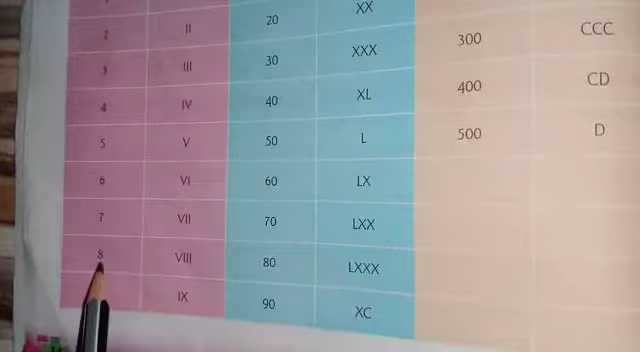 20 XX
2 II 30 XXX 300 CCC
3 III 40 XL 400 CD
4 IV 50 L 500 D
5 V 60 LX
6 VI 70 LXX
7 VII 80 LXXX
8 VIII 90 XC
IX